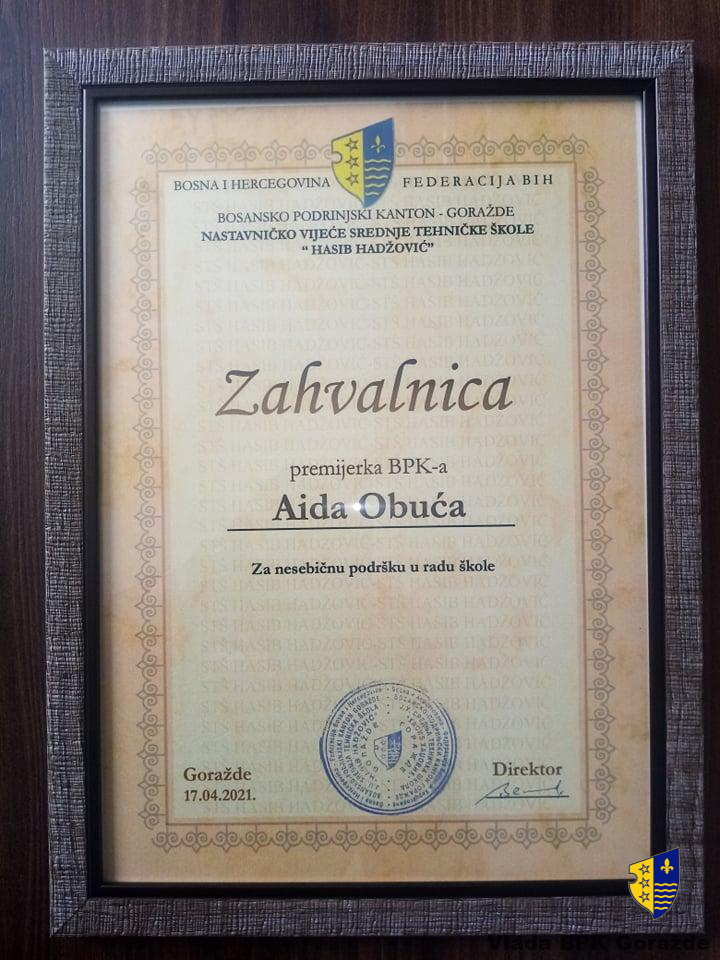 BOSNA I HERCEGOVINA FEDERACIJA BIH
BOSANSKO PODRINJSKI KANTON - GORAŽDE
NASTAVNIČKO VIJEĆE SREDNJE TEHNIČKE ŠKOLE
“ HASIB HADŽOVIĆ”
Zahvalnica
premijerka BPK-a
Aida Obuća
Za nesebičnu podršku u radu škole
Goražde
17.04.2021.
Direktor
Vlada BPK Goražde